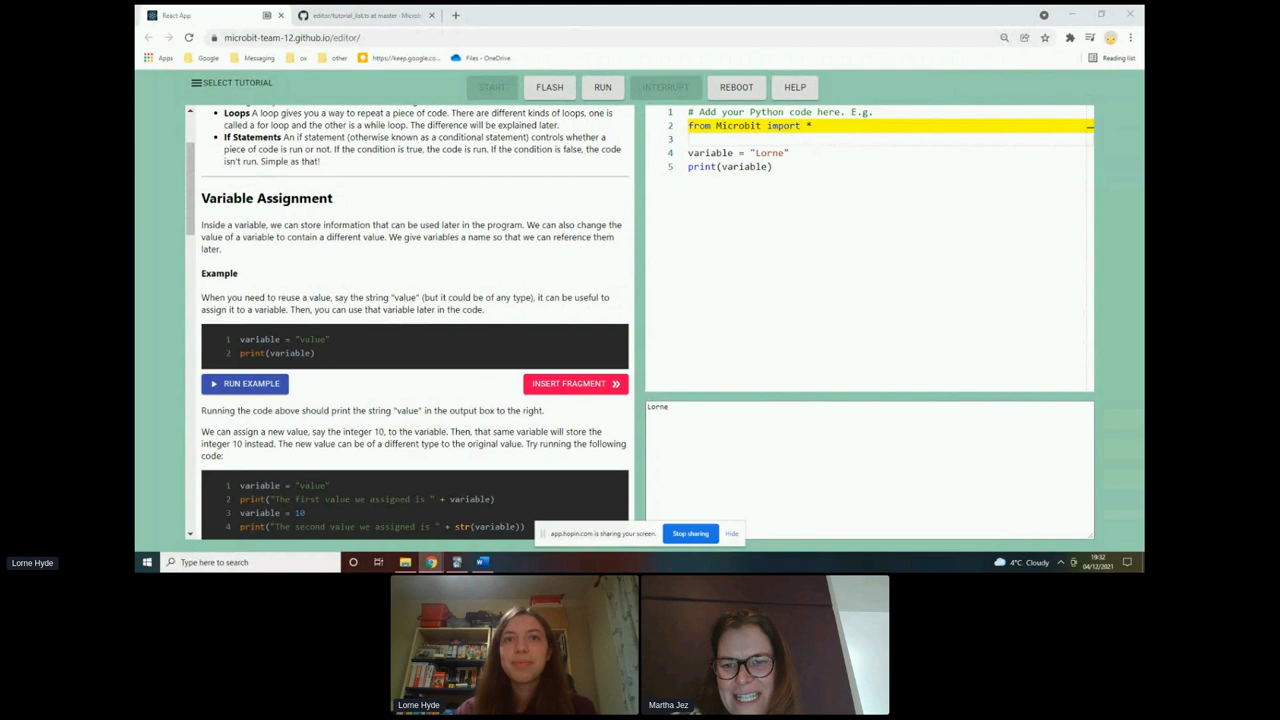 React App
editor/tutorial_list.ts at master · Microb
microbit-team-12.github.io/editor/
Apps
Google
Messaging
ox
other
https://keep.google.co...
Files - OneDrive
Reading list
SELECT TUTORIAL
START
FLASH
RUN
INTERRUPT
REBOOT
HELP
• Loops A loop gives you a way to repeat a piece of code. There are different kinds of loops, one is
called a for loop and the other is a while loop. The difference will be explained later.
• If Statements An if statement (otherwise known as a conditional statement) controls whether a
piece of code is run or not. If the condition is true, the code is run. If the condition is false, the code
isn't run. Simple as that!
Variable Assignment
Inside a variable, we can store information that can be used later in the program. We can also change the
value of a variable to contain a different value. We give variables a name so that we can reference them
later.
Example
When you need to reuse a value, say the string "value" (but it could be of any type), it can be useful to
assign it to a variable. Then, you can use that variable later in the code.
1 variable = "value"
2 print(variable)
RUN EXAMPLE
INSERT FRAGMENT
Running the code above should print the string "value" in the output box to the right.
We can assign a new value, say the integer 10, to the variable. Then, that same variable will store the
integer 10 instead. The new value can be of a different type to the original value. Try running the following
code:
1 variable = "value"
2 print("The first value we assigned is " + variable)
3 variable = 10
4 print("The second value we assigned is " + str(variable))
1 # Add your Python code here. E.g.
2 from Microbit import *
3
4 variable = "Lorne"
5 print(variable)
Lorne
app.hopin.com is sharing your screen.
Stop sharing
Hide
Type here to search
4°C Cloudy
19:32
04/12/2021
Lorne Hyde
Lorne Hyde
Martha Jez